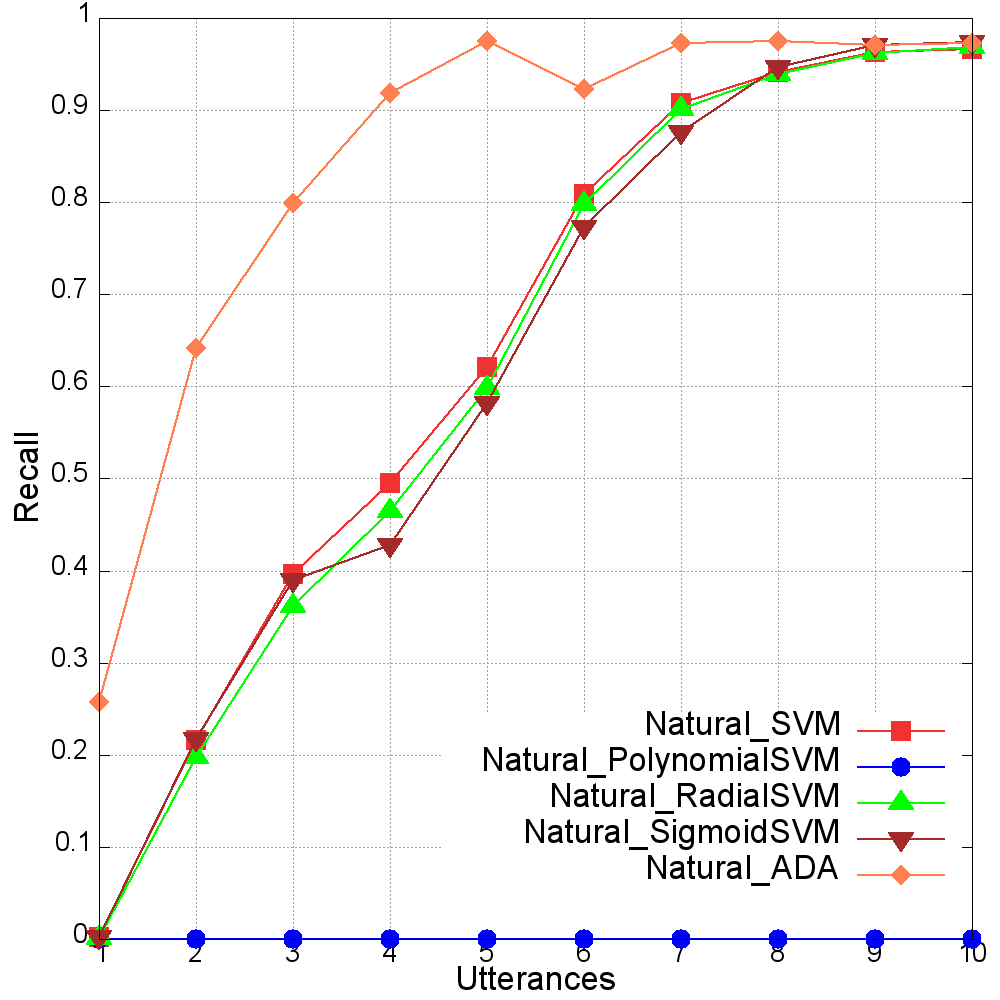 1
0.9
0.8
0.7
0.6
0.5
0.4
0.3
0.2
0.1
0
Recall
Natural_SVM
Natural_PolynomialSVM
Natural_RadialSVM
Natural_SigmoidSVM
Natural_ADA
1 2 3 4 5 6 7 8 9 10
Utterances